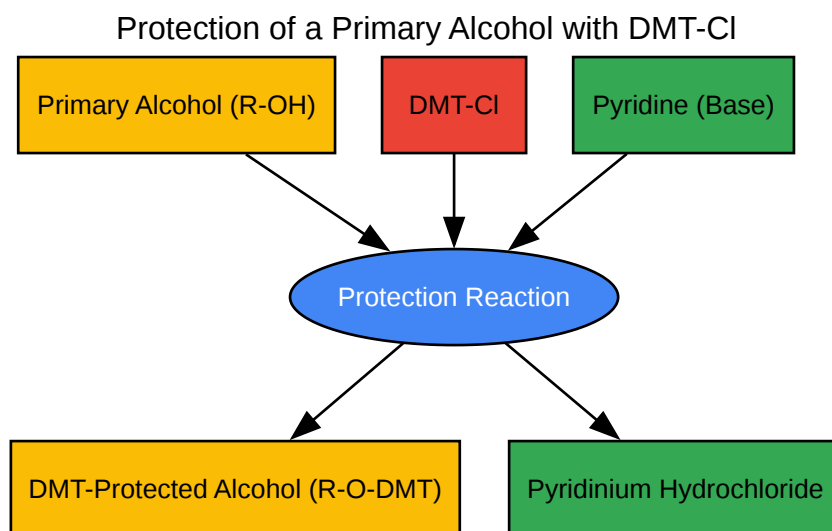 Protection of a Primary Alcohol with DMT-Cl
Primary Alcohol (R-OH)
DMT-Cl
Pyridine (Base)
Protection Reaction
DMT-Protected Alcohol (R-O-DMT)
Pyridinium Hydrochloride